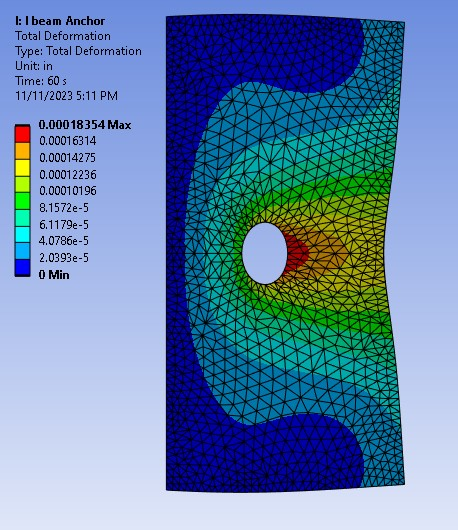 I: I beam Anchor
Total Deformation
Type: Total Deformation
Unit: in
Time: 60 s
11/11/2023 5:11 PM
0.00018354 Max
0.00016314
0.00014275
0.00012236
0.00010196
8.1572e-5
6.1179e-5
4.0786e-5
2.0393e-5
0 Min